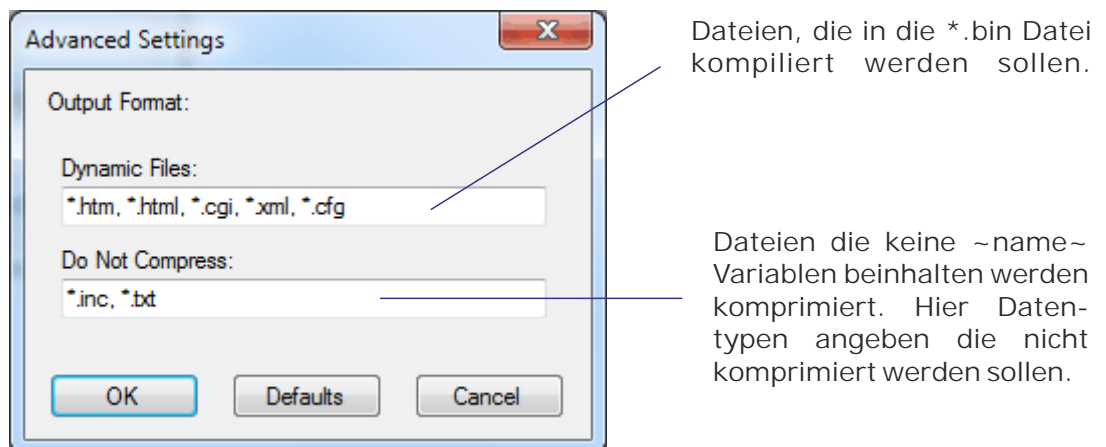 Advanced Settings
Output Format:
Dynamic Files:
*.htm, *.html, *.cgi, *.xml, *.cfg
Do Not Compress:
*.inc, *.txt
OK
Defaults
Cancel
Dateien, die in die *.bin Datei
kompiliert werden sollen.
Dateien die keine ~name~
Variablen beinhalten werden
komprimiert. Hier Daten-
typen angeben die nicht
komprimiert werden sollen.